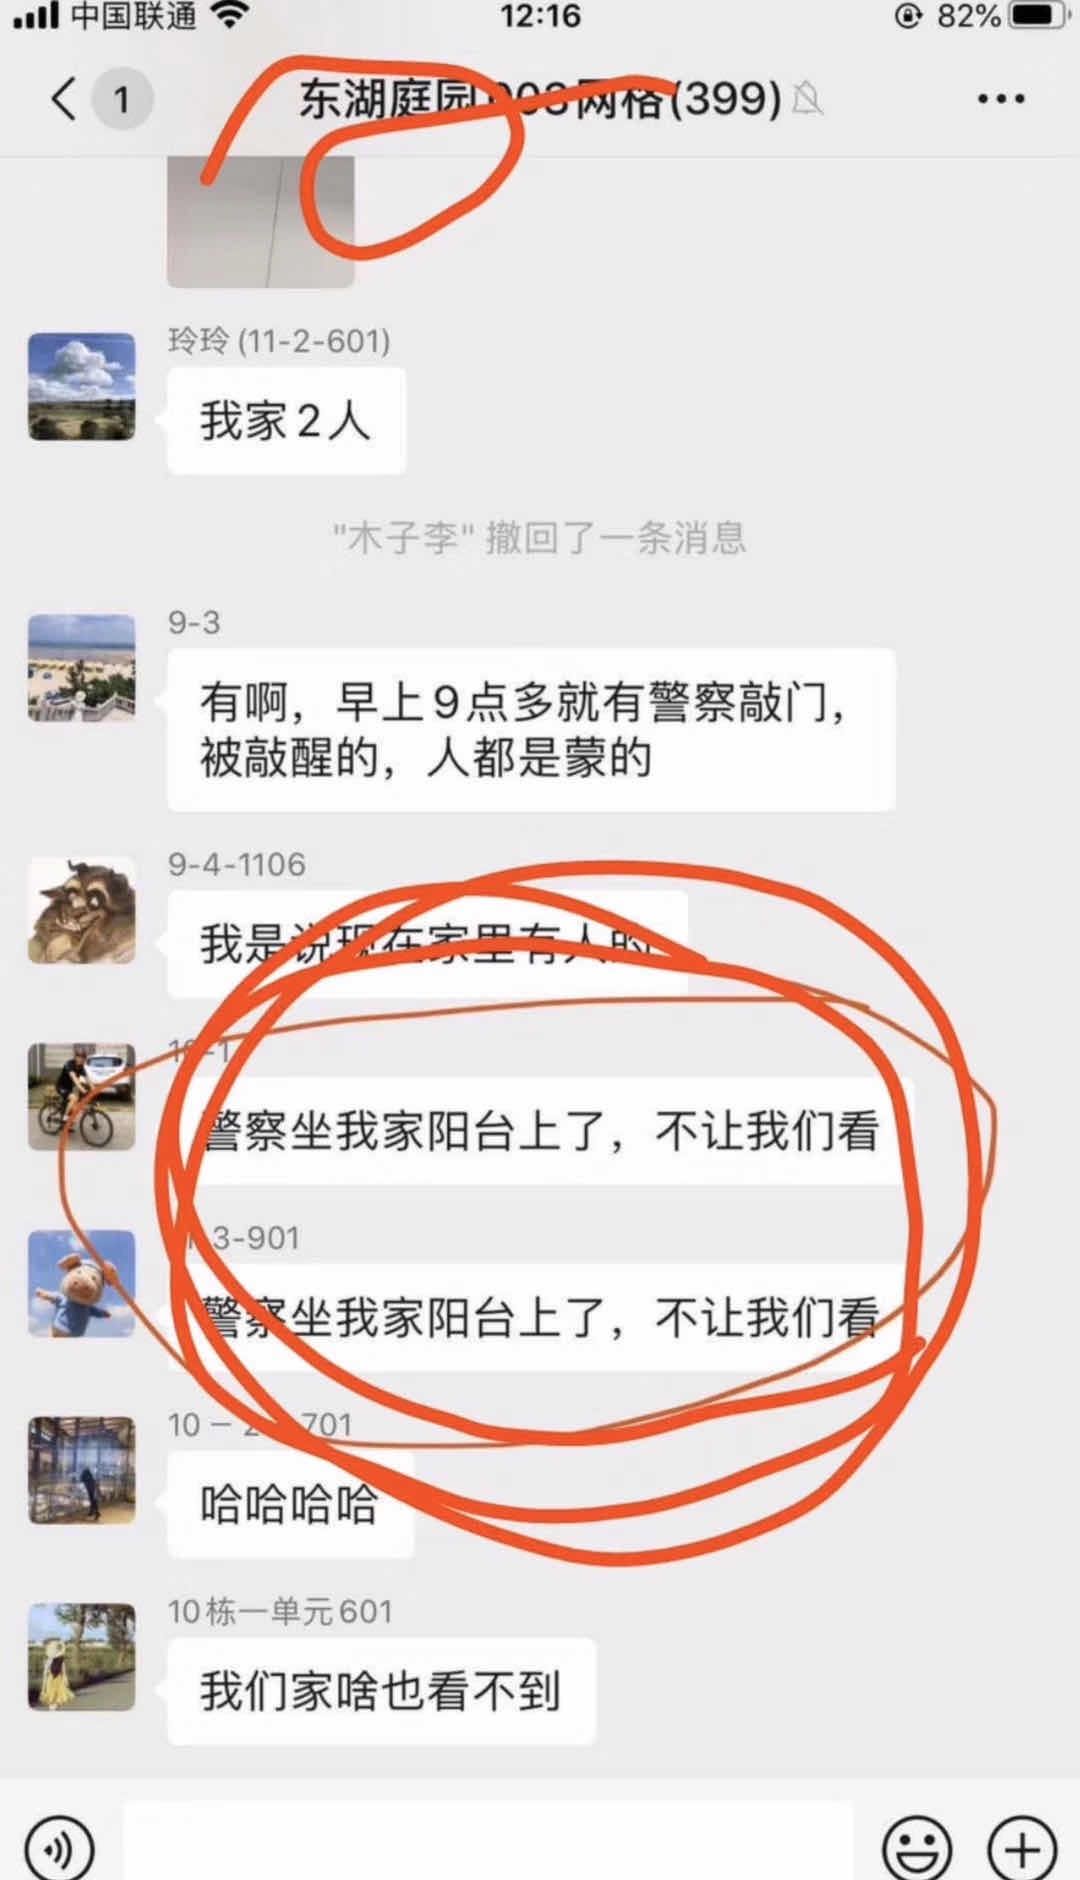 中国联通
12:16
82%
1
东湖庭园008网格(399)
玲玲 (11-2-601)
我家2人
"木子李" 撤回了一条消息
9-3
有啊，早上9点多就有警察敲门，
被敲醒的，人都是蒙的
9-4-1106
我是说现在家里有人的
警察坐我家阳台上了，不让我们看
3-901
警察坐我家阳台上了，不让我们看
701
哈哈哈哈
10栋一单元601
我们家啥也看不到